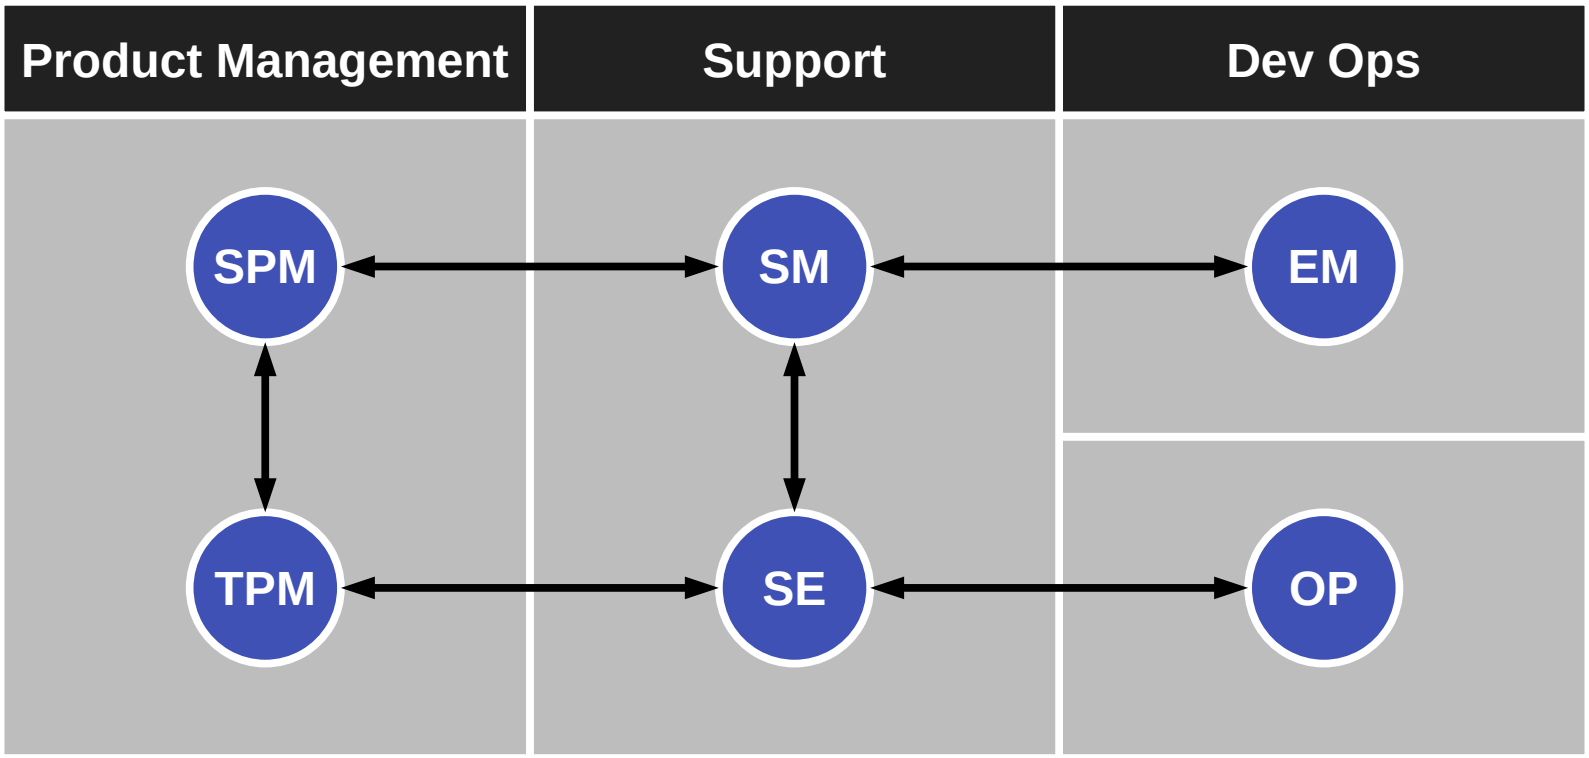 Product Management
Support
Dev Ops
SPM
SM
EM
TPM
SE
OP